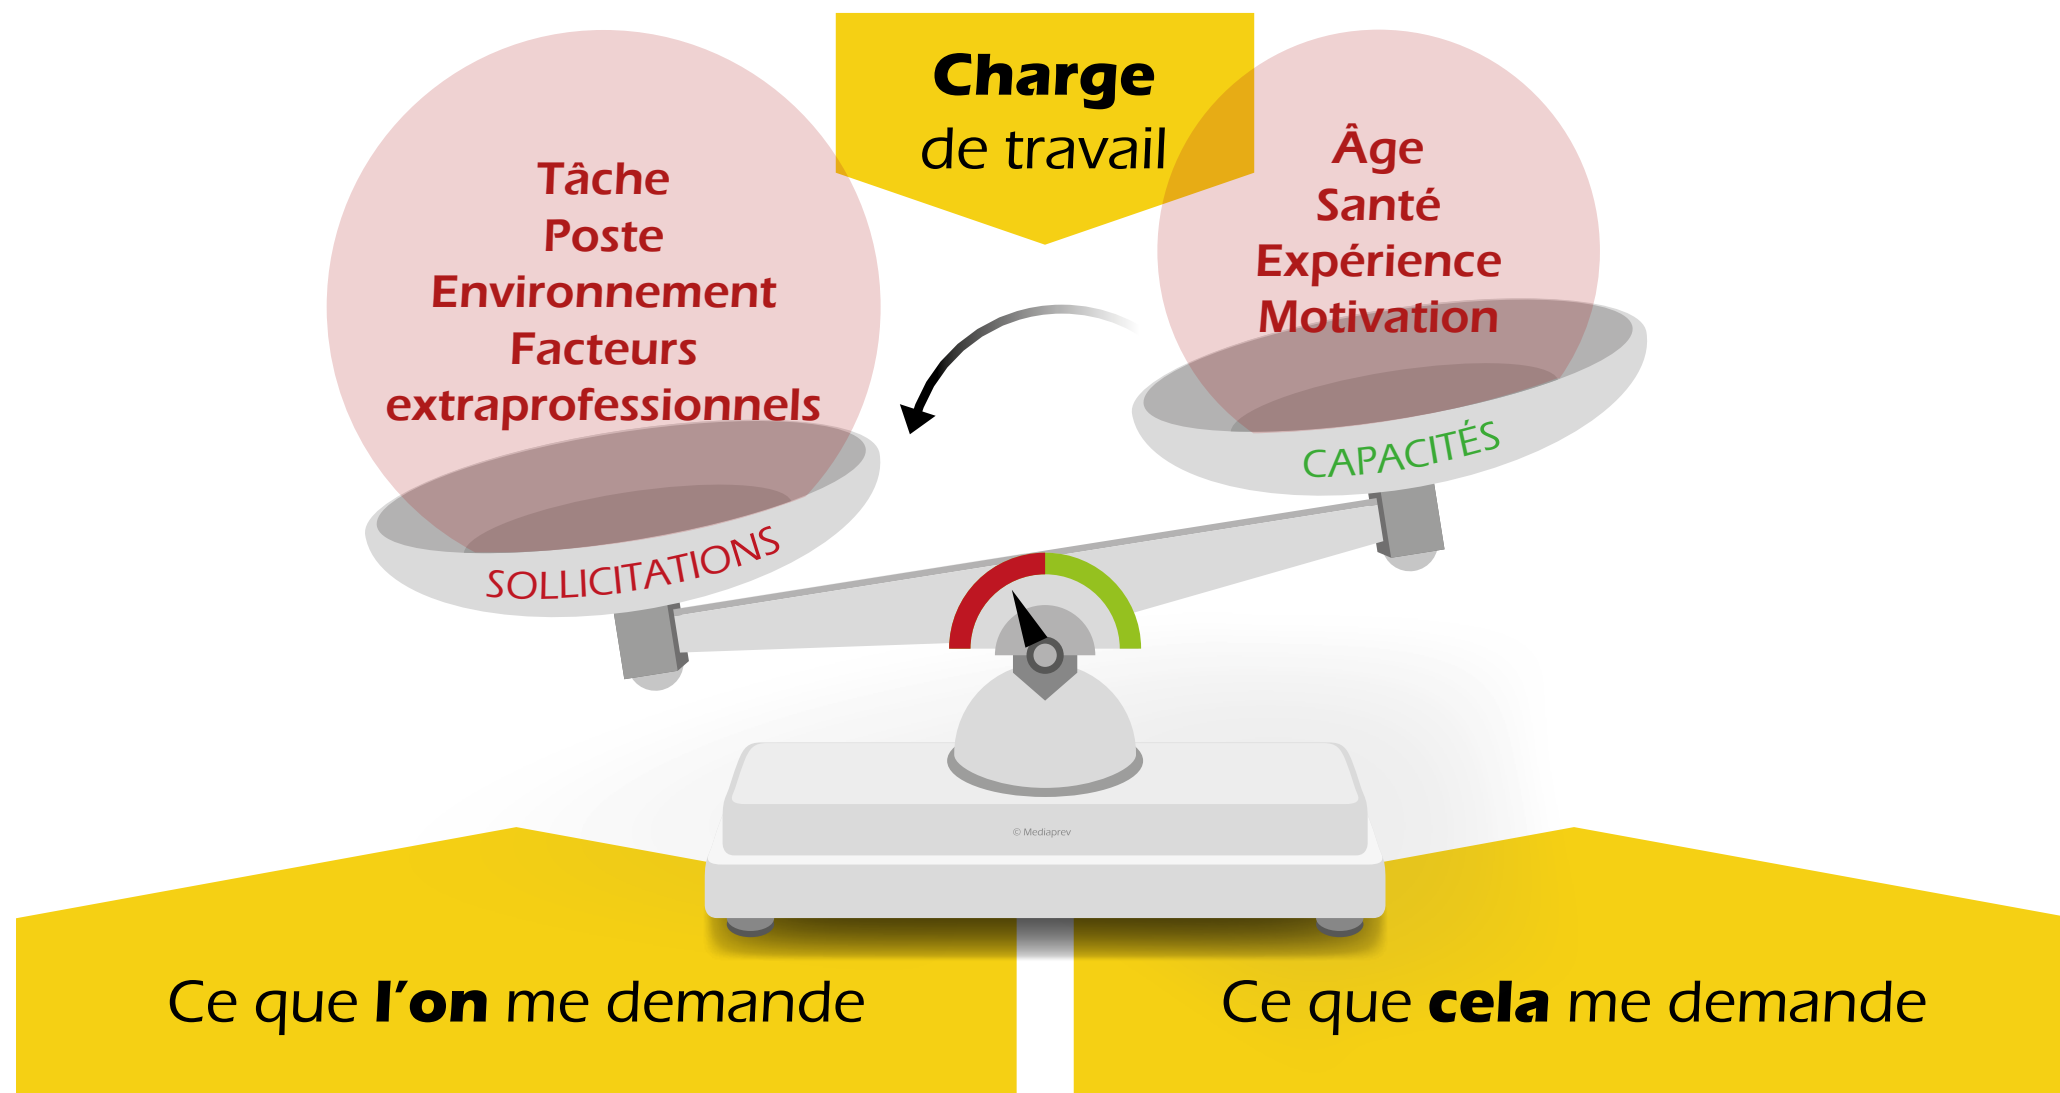 Charge
de travail
Tâche
Poste
Environnement
Facteurs
extraprofessionnels
SOLLICITATIONS
Âge
Santé
Expérience
Motivation
CAPACITÉS
© Mediaprev
Ce que l’on me demande
Ce que cela me demande